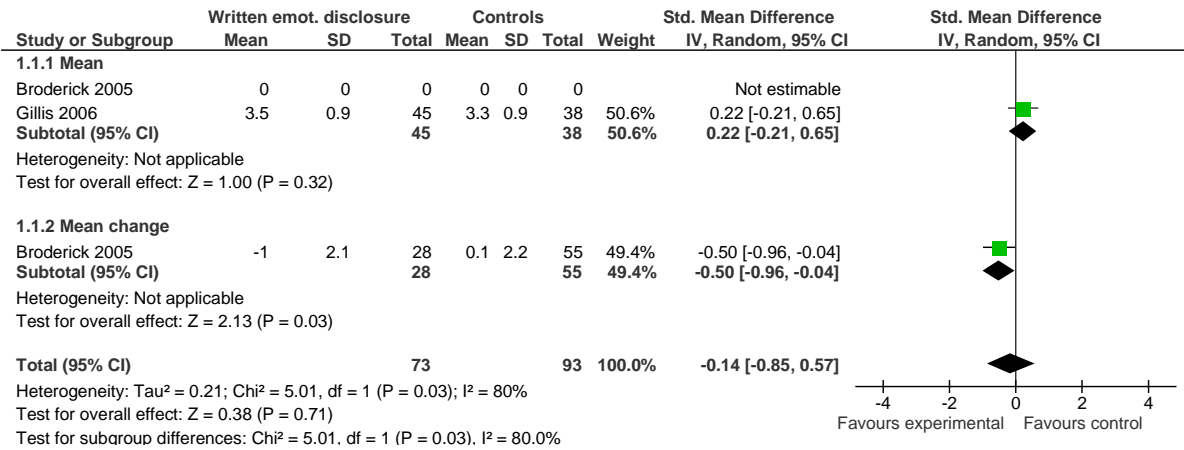 Written emot. disclosure Controls Std. Mean Difference Std. Mean Difference
Study or Subgroup Mean SD Total Mean SD Total Weight IV, Random, 95% CI IV, Random, 95% CI
1.1.1 Mean
Broderick 2005 0 0 0 0 0 0 Not estimable
Gillis 2006 3.5 0.9 45 3.3 0.9 38 50.6% 0.22 [-0.21, 0.65]
Subtotal (95% CI) 45 38 50.6% 0.22 [-0.21, 0.65]
Heterogeneity: Not applicable
Test for overall effect: Z = 1.00 (P = 0.32)
1.1.2 Mean change
Broderick 2005 -1 2.1 28 0.1 2.2 55 49.4% -0.50 [-0.96, -0.04]
Subtotal (95% CI) 28 55 49.4% -0.50 [-0.96, -0.04]
Heterogeneity: Not applicable
Test for overall effect: Z = 2.13 (P = 0.03)
Total (95% CI) 73 93 100.0% -0.14 [-0.85, 0.57]
Heterogeneity: Tau² = 0.21; Chi² = 5.01, df = 1 (P = 0.03); I² = 80%
Test for overall effect: Z = 0.38 (P = 0.71)
Test for subgroup differences: Chi² = 5.01, df = 1 (P = 0.03), I² = 80.0%
-4 -2 0 2 4
Favours experimental Favours control